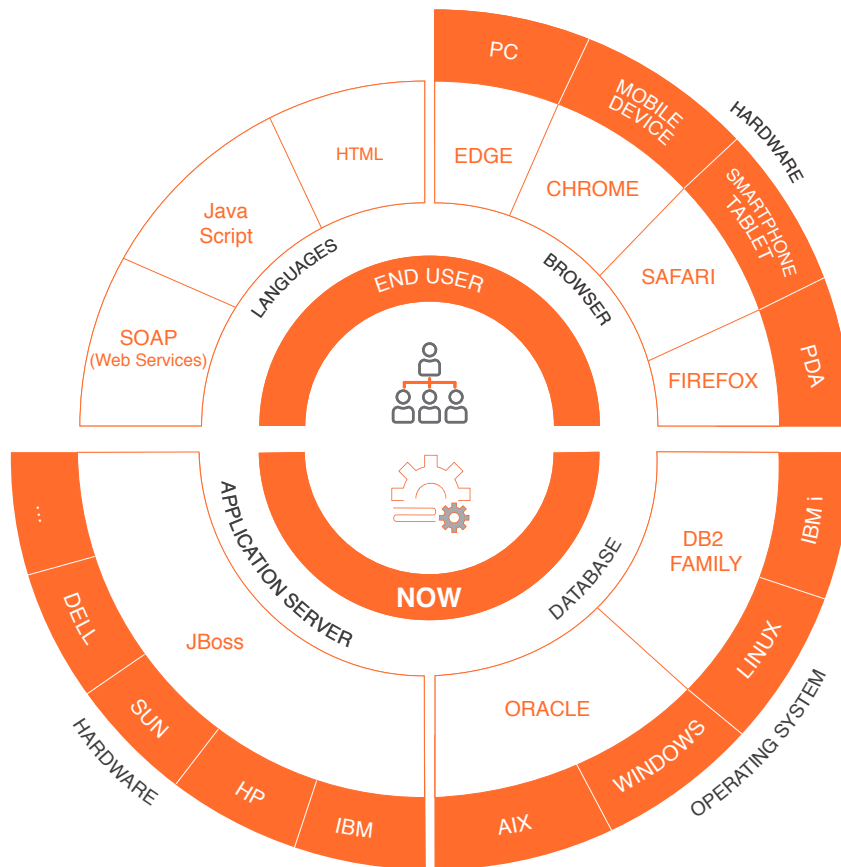 PC
MOBILE
DEVICE
HARDWARE
SMARTPHONE
TABLET
PDA
HTML
Java
Script
SOAP
(Web Services)
LANGUAGES
EDGE
CHROME
SAFARI
FIREFOX
BROWSER
END USER
NOW
APPLICATION SERVER
JBoss
...
DELL
SUN
HP
IBM
HARDWARE
DATABASE
DB2
FAMILY
ORACLE
IBM i
LINUX
WINDOWS
AIX
OPERATING SYSTEM